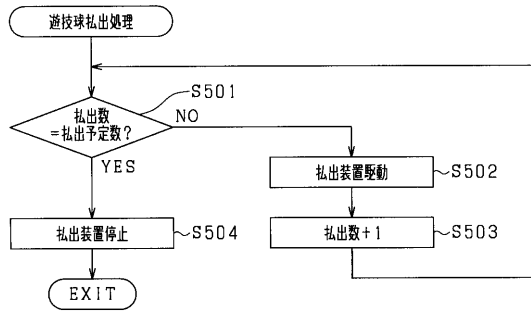 遊技球払出処理
S501
払出数
=払出予定数?
NO
YES
払出装置駆動
S502
払出装置停止
S504
払出数+1
S503
EXIT